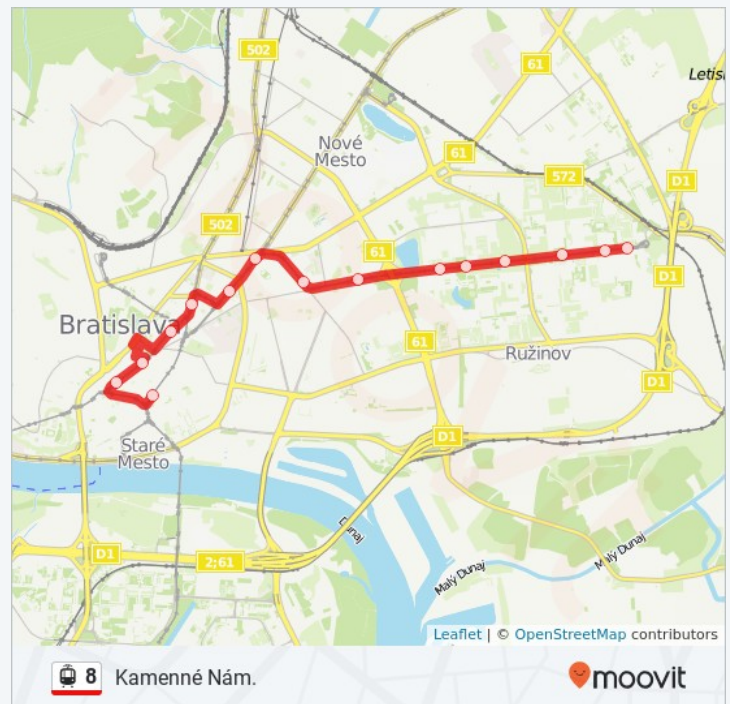 502
61
Letis
Nové
Mesto
61
572
D1
502
61
D1
Bratislava
61
Ružinov
D1
Staré
Mesto
D1
Dunaj
D1
2;61
Malý Dunaj
Malý Dunaj
Leaflet | © OpenStreetMap contributors
8 Kamenné Nám.
moovit